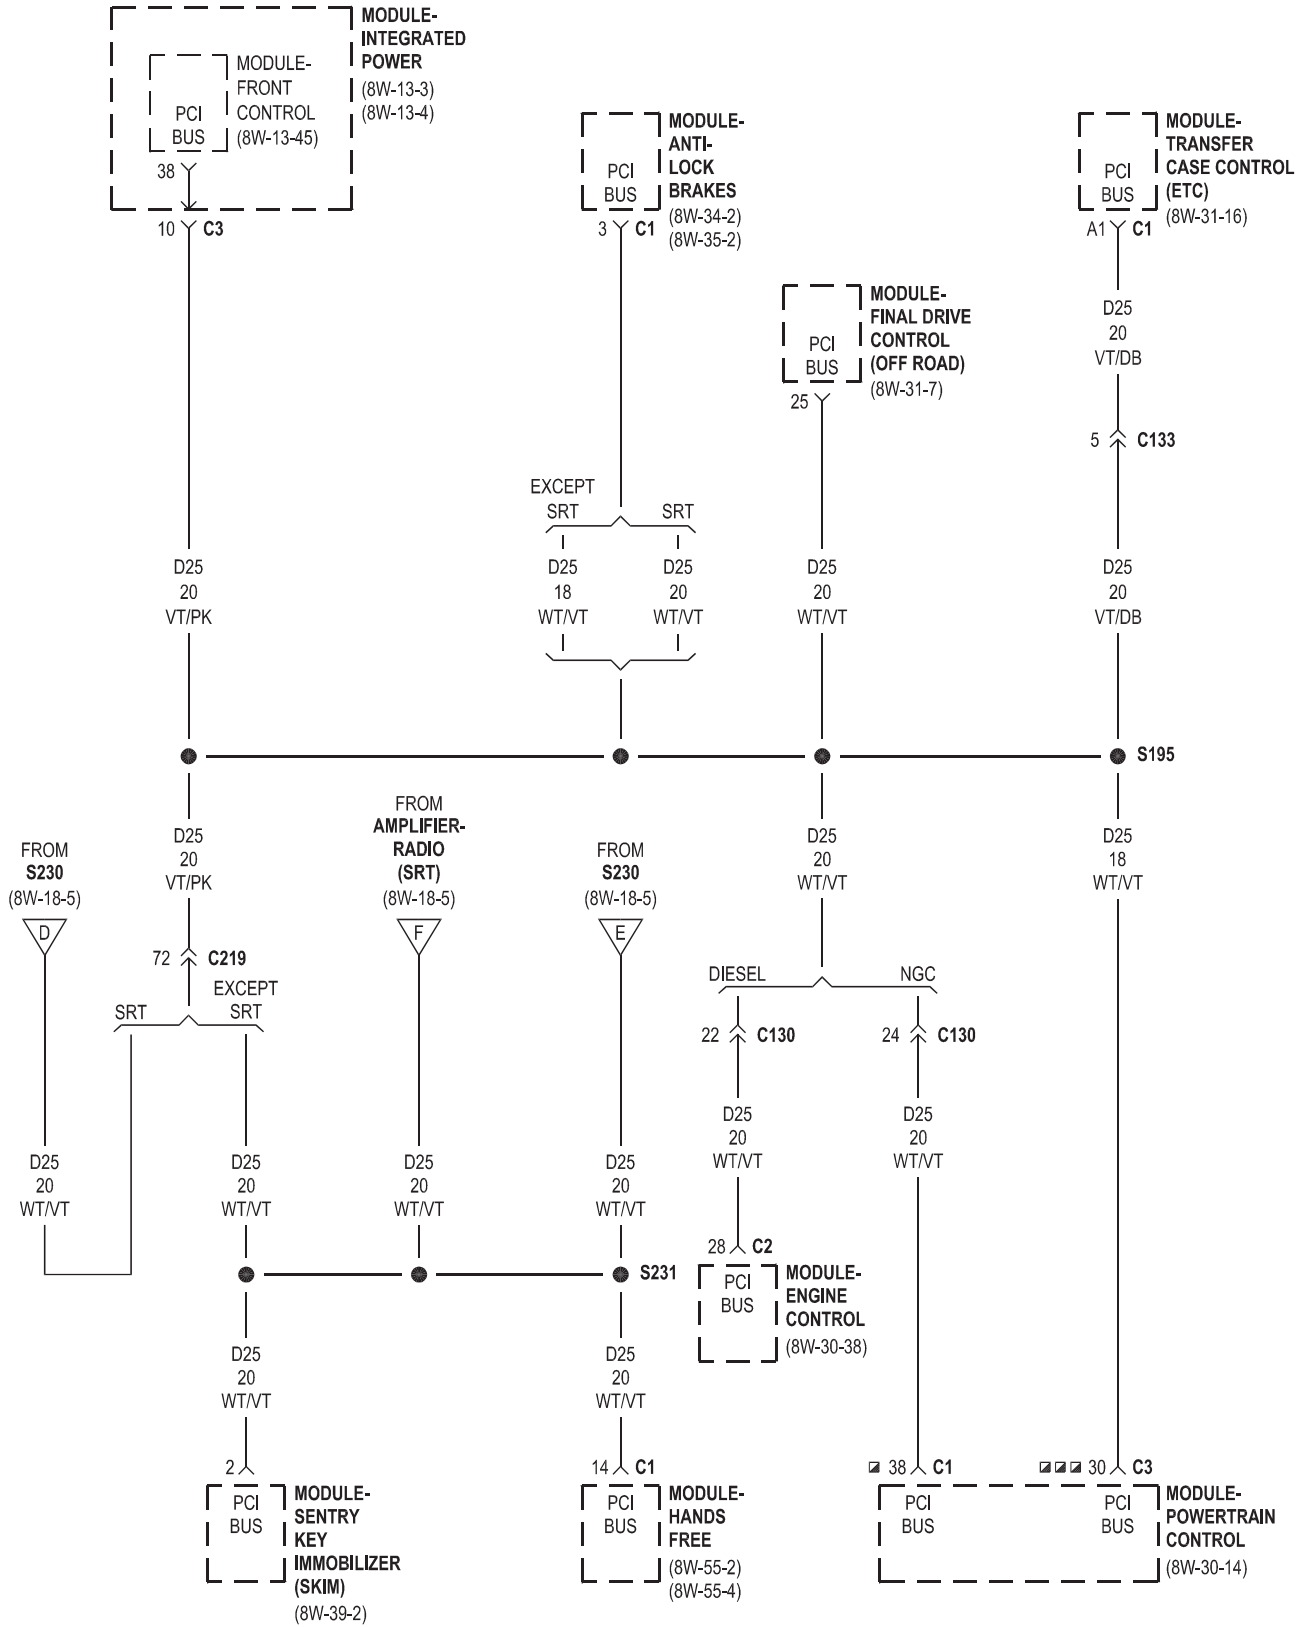 MODULE-
INTEGRATED
POWER
(8W-13-3)
(8W-13-4)
MODULE-
FRONT
CONTROL
(8W-13-45)
PCI
BUS
38
10 C3
MODULE-
ANTI-
LOCK
BRAKES
(8W-34-2)
(8W-35-2)
PCI
BUS
3 C1
MODULE-
TRANSFER
CASE CONTROL
(ETC)
(8W-31-16)
PCI
BUS
A1 C1
D25
20
VT/DB
MODULE-
FINAL DRIVE
CONTROL
(OFF ROAD)
(8W-31-7)
PCI
BUS
25
5 C133
EXCEPT
SRT
SRT
D25
20
VT/PK
D25
18
WT/VT
D25
20
WT/VT
D25
20
WT/VT
D25
20
VT/DB
S195
FROM
S230
(8W-18-5)
D
D25
20
VT/PK
FROM
AMPLIFIER-
RADIO
(SRT)
(8W-18-5)
F
FROM
S230
(8W-18-5)
E
D25
20
WT/VT
D25
18
WT/VT
72 C219
SRT
EXCEPT
SRT
DIESEL
NGC
22 C130
24 C130
D25
20
WT/VT
D25
20
WT/VT
D25
20
WT/VT
D25
20
WT/VT
D25
20
WT/VT
D25
20
WT/VT
S231
28 C2
PCI
BUS
MODULE-
ENGINE
CONTROL
(8W-30-38)
D25
20
WT/VT
D25
20
WT/VT
2
PCI
BUS
MODULE-
SENTRY
KEY
IMMOBILIZER
(SKIM)
(8W-39-2)
14 C1
PCI
BUS
MODULE-
HANDS
FREE
(8W-55-2)
(8W-55-4)
38 C1
PCI
BUS
30 C3
PCI
BUS
MODULE-
POWERTRAIN
CONTROL
(8W-30-14)